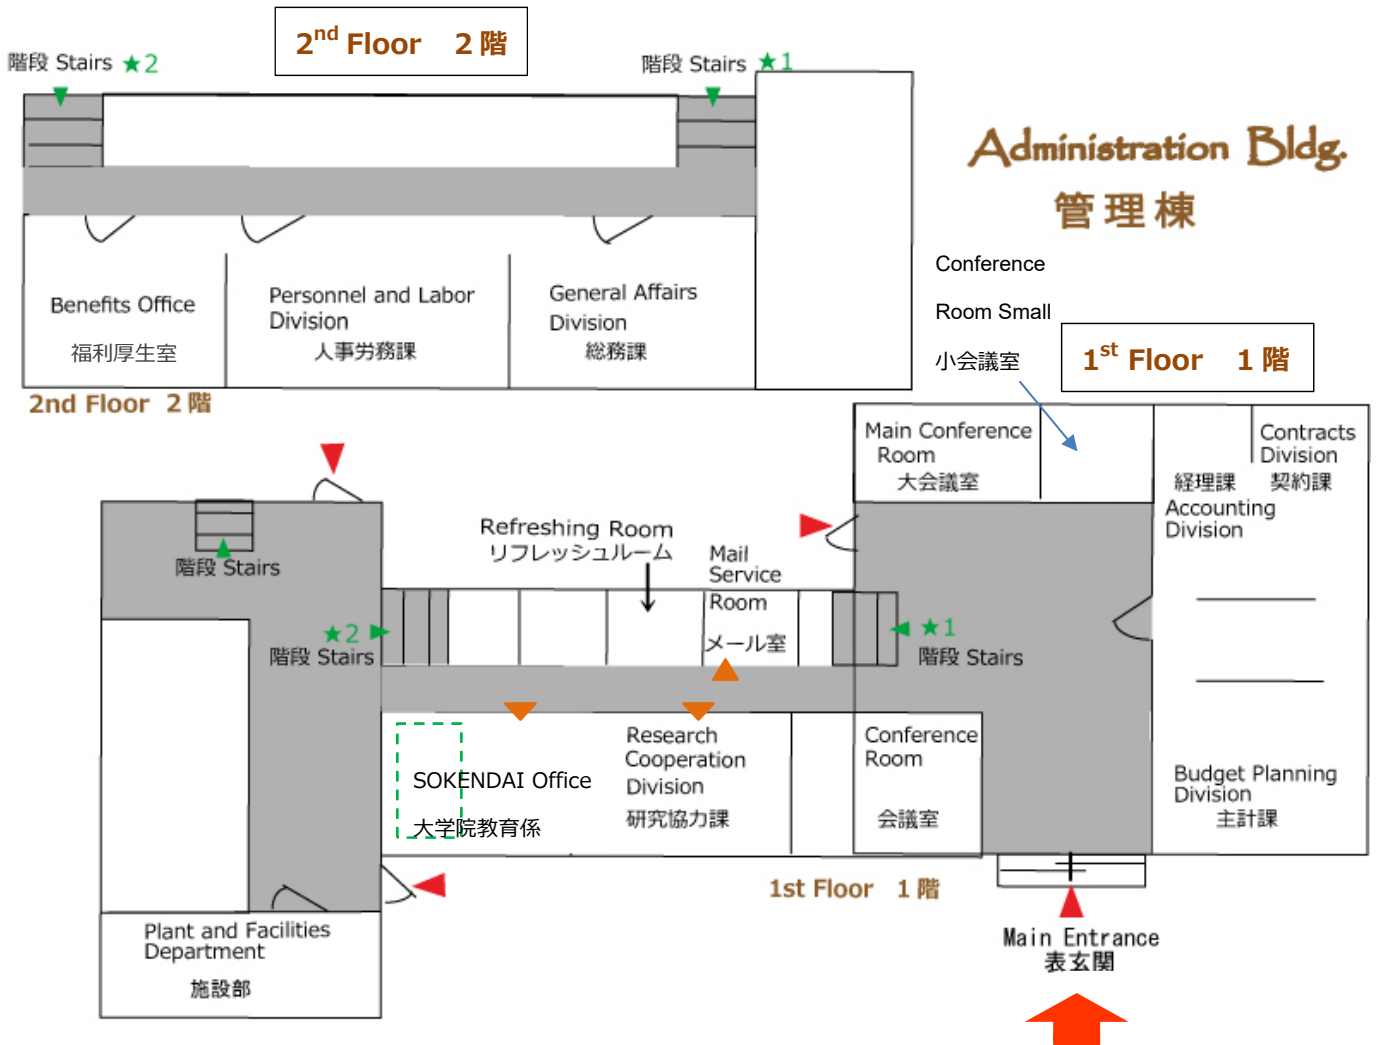 2nd Floor 2階
階段 Stairs ★2
階段 Stairs ★1
Administration Bldg.
管理棟
Benefits Office
福利厚生室
Personnel and Labor
Division
人事労務課
General Affairs
Division
総務課
2nd Floor 2階
Conference
Room Small
小会議室
1st Floor 1階
Main Conference
Room
大会議室
Contracts
Division
契約課
経理課
Accounting
Division
階段 Stairs
Refreshing Room
リフレッシュルーム
Mail
Service
Room
メール室
★2
階段 Stairs
★1
階段 Stairs
SOKENDAI Office
大学院教育係
Research
Cooperation
Division
研究協力課
Conference
Room
会議室
Budget Planning
Division
主計課
1st Floor 1階
Plant and Facilities
Department
施設部
Main Entrance
表玄関